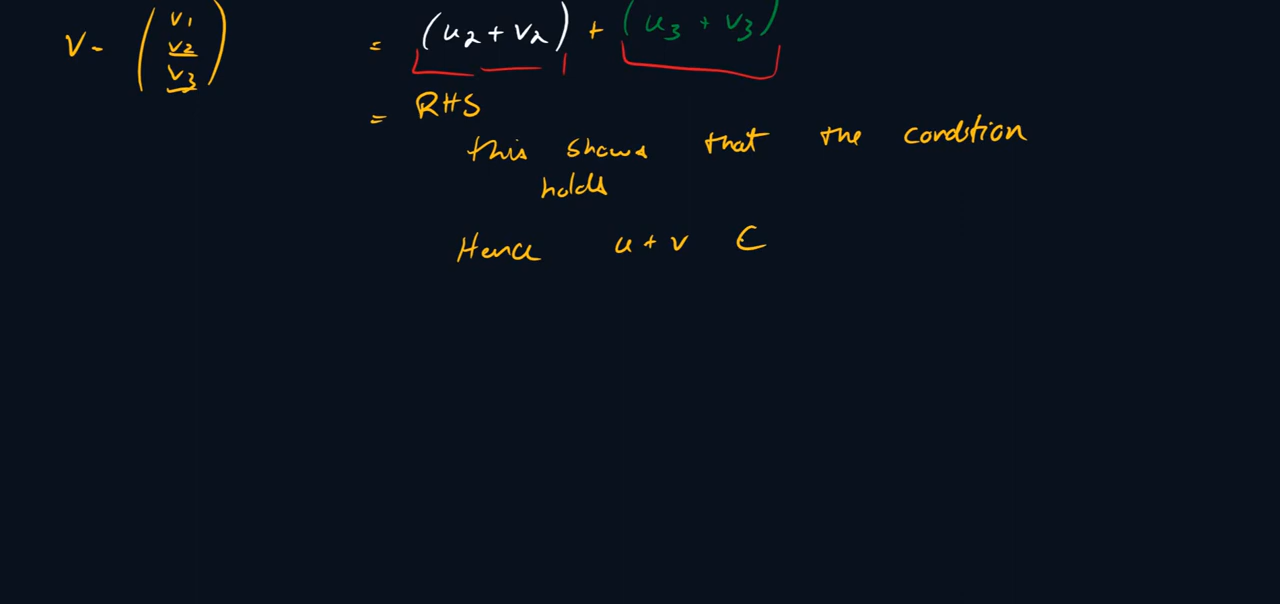 V - ( v1 v2 v3 )
= (u2 + v2) + (u3 + v3)
= RHS
this shows that the condition
holds
Hence u + v ∈